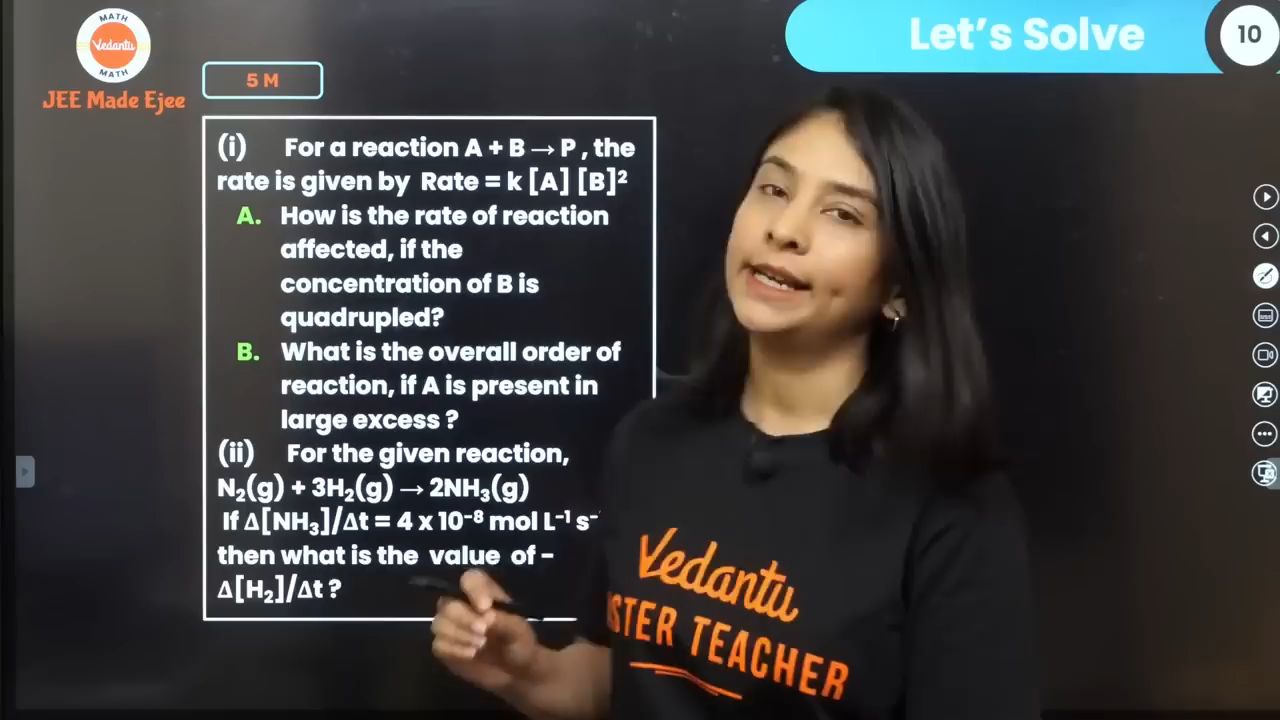 MATH
Vedantu
MATH
JEE Made Ejee
5 M
Let's Solve
10
(i) For a reaction A + B → P , the
rate is given by Rate = k [A] [B]²
A. How is the rate of reaction
affected, if the
concentration of B is
quadrupled?
B. What is the overall order of
reaction, if A is present in
large excess ?
(ii) For the given reaction,
N₂(g) + 3H₂(g) → 2NH₃(g)
If Δ[NH₃]/Δt = 4 x 10⁻⁸ mol L⁻¹ s⁻
then what is the value of -
Δ[H₂]/Δt ?
Vedantu
TEACHER